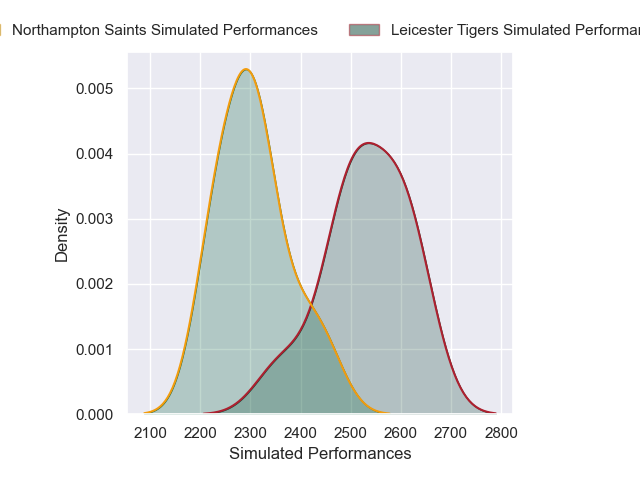 Northampton Saints Simulated Performances
Leicester Tigers Simulated
0.005
0.004
0.003
0.002
0.001
0.000
Density
2100 2200 2300 2400 2500 2600 2700 2800
Simulated Performances